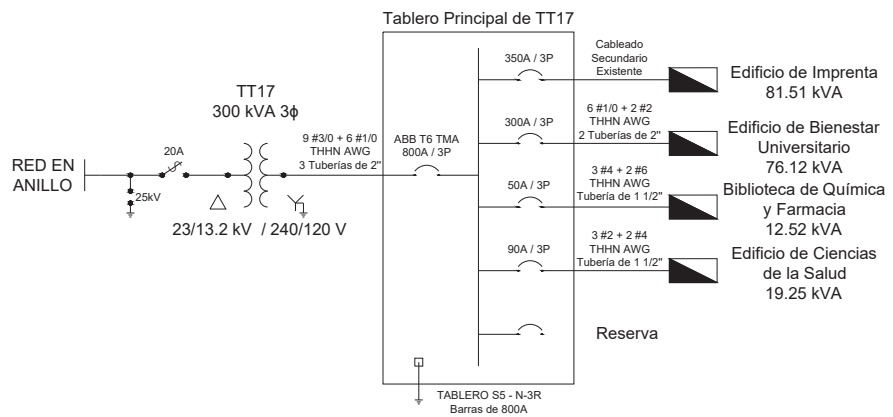 Tablero Principal de TT17
RED EN
ANILLO
25kV
20A
TT17
300 kVA 3ϕ
23/13.2 kV / 240/120 V
9 #3/0 + 6 #1/0
THHN AWG
3 Tuberías de 2"
ABB T6 TMA
800A / 3P
350A / 3P
Cableado
Secundario
Existente
Edificio de Imprenta
81.51 kVA
300A / 3P
6 #1/0 + 2 #2
THHN AWG
2 Tuberías de 2"
Edificio de Bienestar
Universitario
76.12 kVA
50A / 3P
3 #4 + 2 #6
THHN AWG
Tubería de 1 1/2"
Biblioteca de Química
y Farmacia
12.52 kVA
90A / 3P
3 #2 + 2 #4
THHN AWG
Tubería de 1 1/2"
Edificio de Ciencias
de la Salud
19.25 kVA
Reserva
TABLERO S5 - N-3R
Barras de 800A